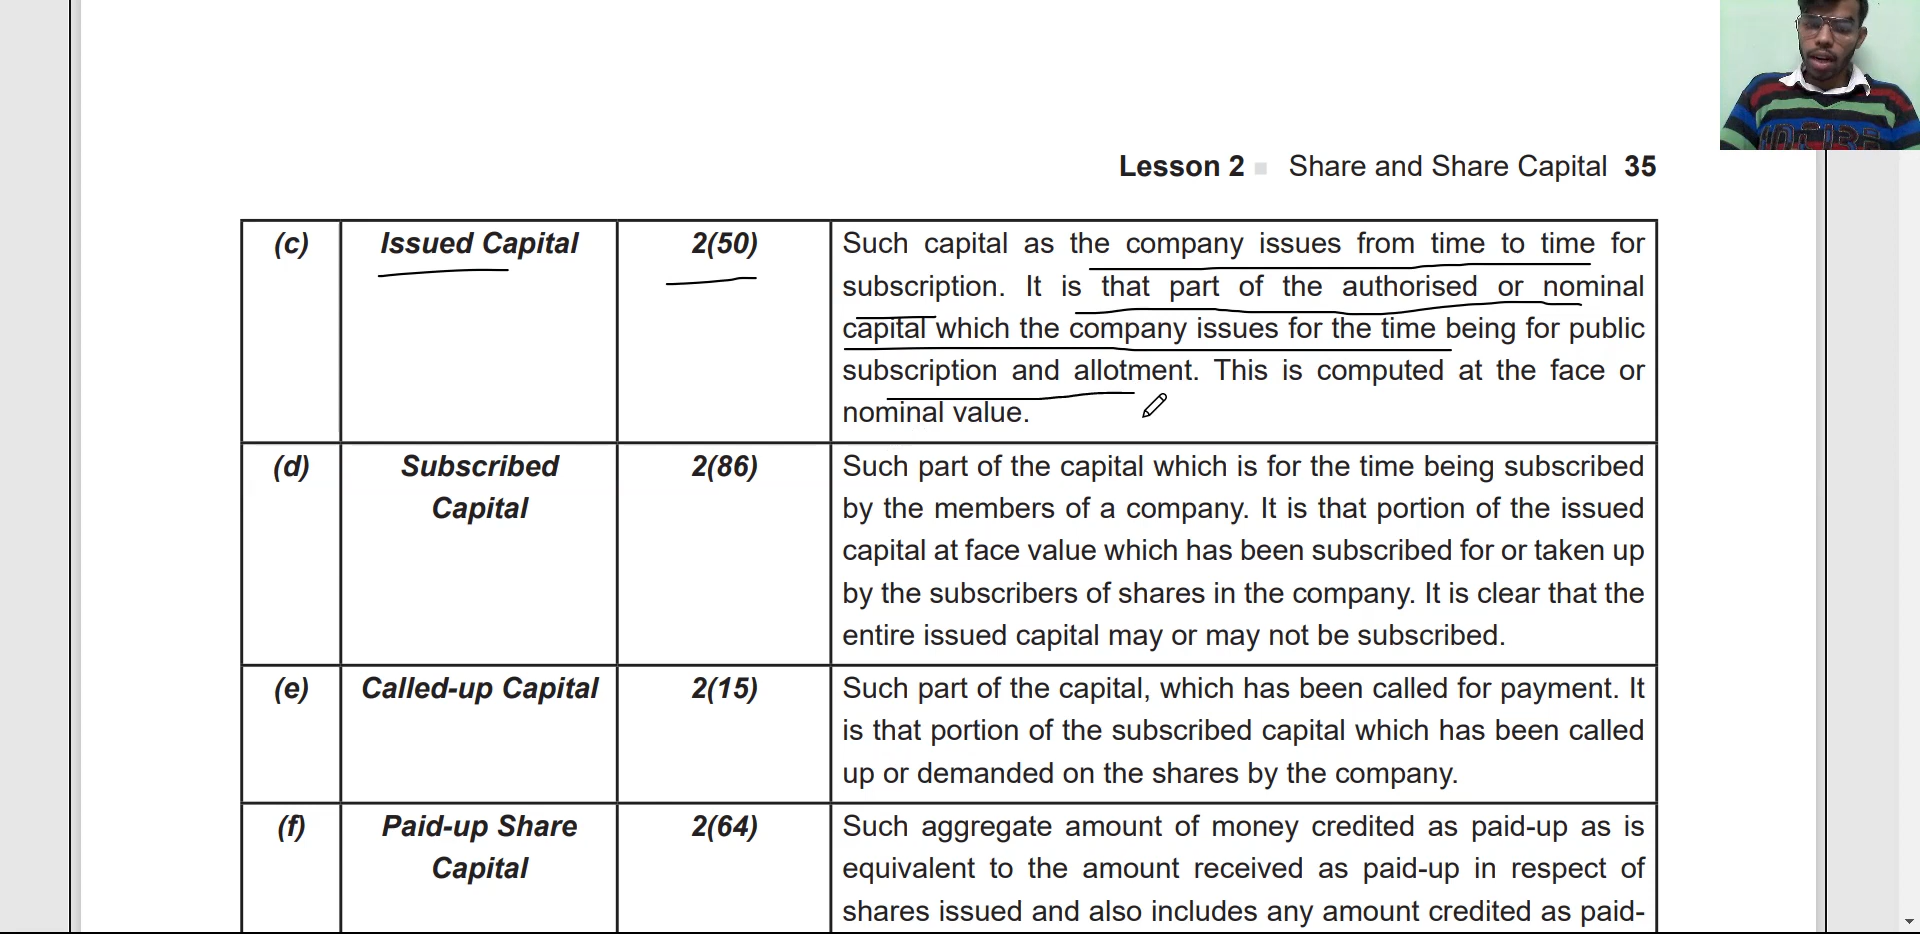 Lesson 2 Share and Share Capital 35
(c) Issued Capital 2(50) Such capital as the company issues from time to time for
subscription. It is that part of the authorised or nominal
capital which the company issues for the time being for public
subscription and allotment. This is computed at the face or
nominal value.
(d) Subscribed 2(86) Such part of the capital which is for the time being subscribed
Capital by the members of a company. It is that portion of the issued
capital at face value which has been subscribed for or taken up
by the subscribers of shares in the company. It is clear that the
entire issued capital may or may not be subscribed.
(e) Called-up Capital 2(15) Such part of the capital, which has been called for payment. It
is that portion of the subscribed capital which has been called
up or demanded on the shares by the company.
(f) Paid-up Share 2(64) Such aggregate amount of money credited as paid-up as is
Capital equivalent to the amount received as paid-up in respect of
shares issued and also includes any amount credited as paid-